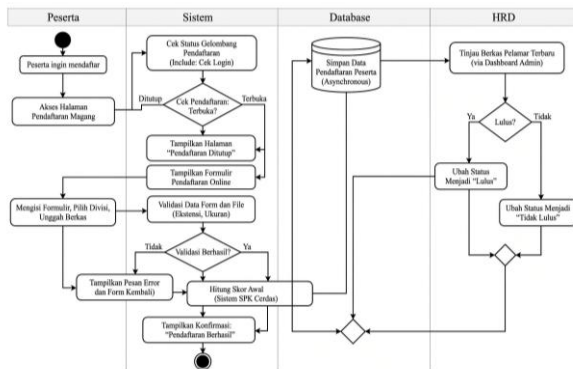 Peserta
Sistem
Database
HRD
Peserta ingin mendaftar
Akses Halaman
Pendaftaran Magang
Cek Status Gelombang
Pendaftaran
(Include: Cek Login)
Ditutup
Cek Pendaftaran:
Terbuka?
Terbuka
Tampilkan Halaman
"Pendaftaran Ditutup"
Tampilkan Formulir
Pendaftaran Online
Mengisi Formulir, Pilih Divisi,
Unggah Berkas
Validasi Data Form dan File
(Ekstensi, Ukuran)
Tidak
Validasi Berhasil?
Ya
Tampilkan Pesan Error
dan Form Kembali
Hitung Skor Awal
(Sistem SPK Cerdas)
Tampilkan Konfirmasi:
"Pendaftaran Berhasil"
Simpan Data
Pendaftaran Peserta
(Asynchronous)
Tinjau Berkas Pelamar Terbaru
(via Dashboard Admin)
Ya
Lulus?
Tidak
Ubah Status
Menjadi "Lulus"
Ubah Status Menjadi
"Tidak Lulus"